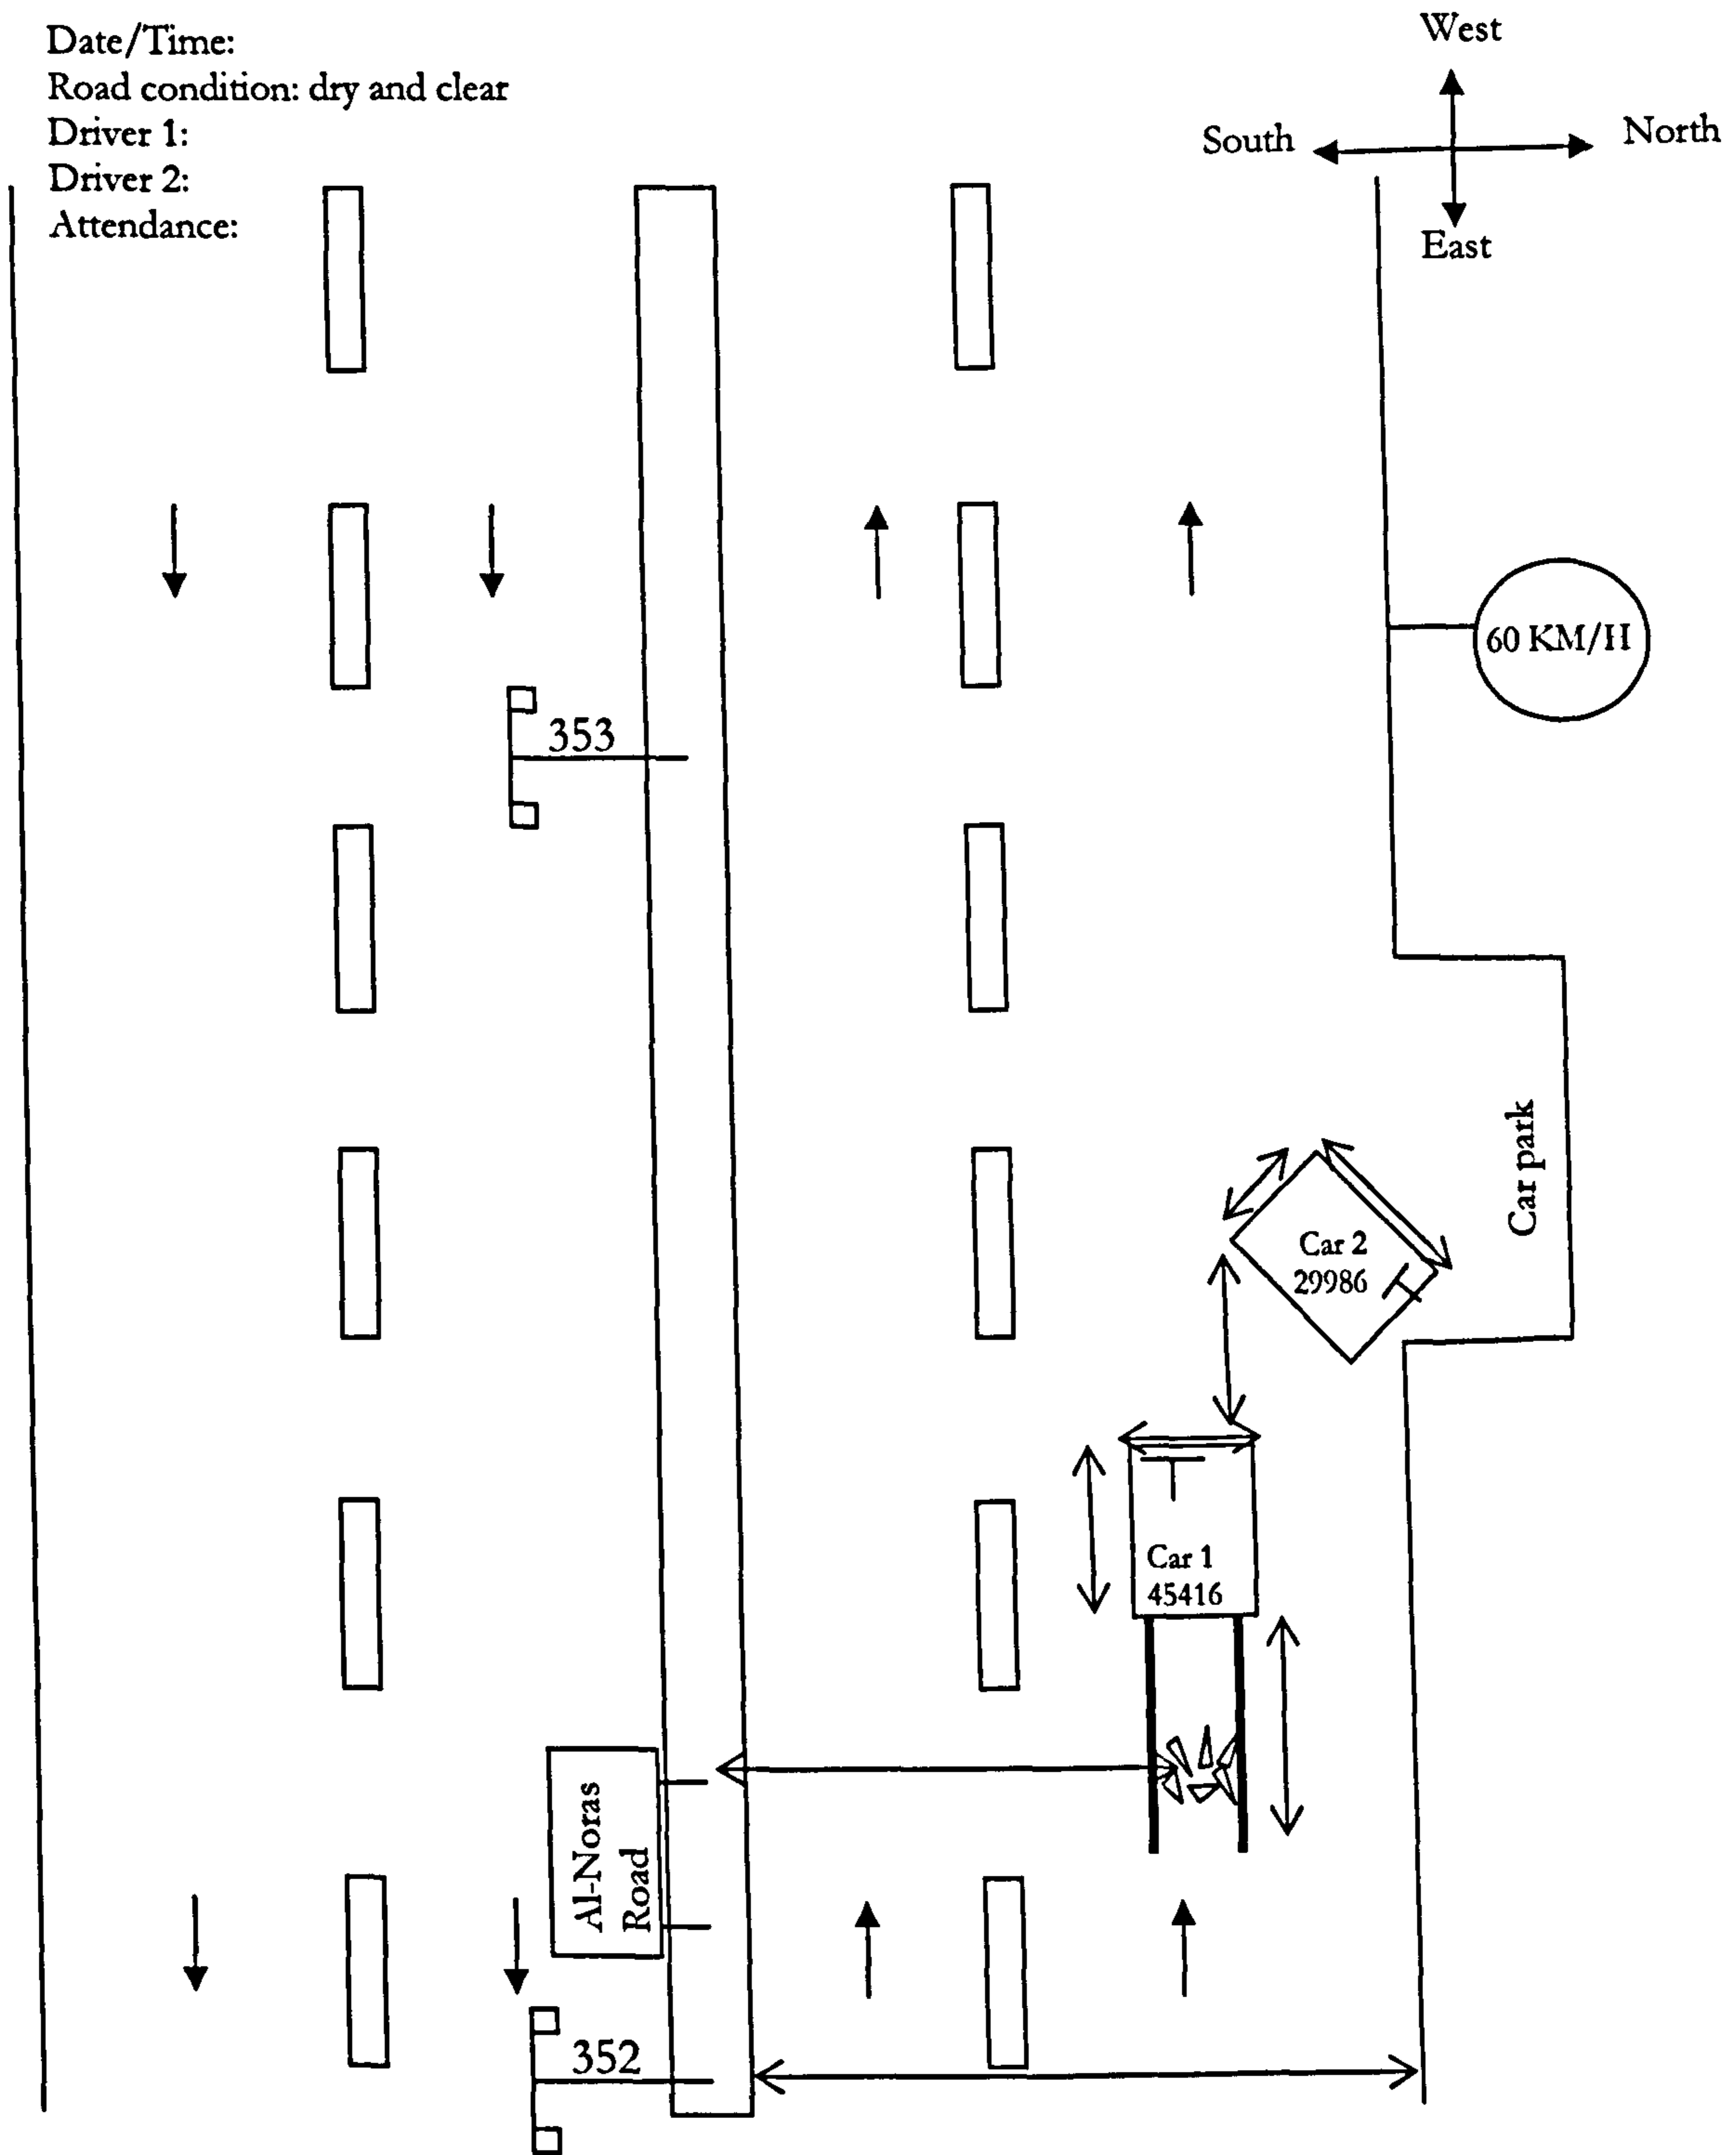 Date/Time:
Road condition: dry and clear
Driver 1:
Driver 2:
Attendance:
West
South
North
East
60 KM/H
353
Car park
Car 2
29986
Car 1
45416
Al-Noras
Road
352